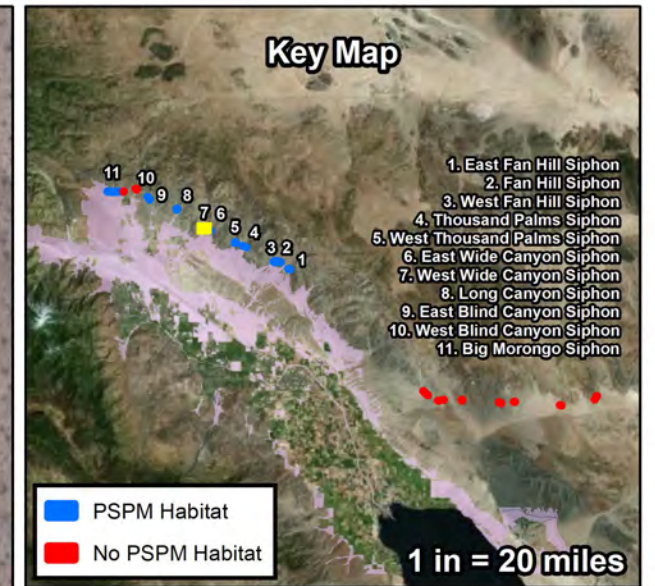 Key Map
11
10
9
8
7
6
5
4
3
2
1
1. East Fan Hill Siphon
2. Fan Hill Siphon
3. West Fan Hill Siphon
4. Thousand Palms Siphon
5. West Thousand Palms Siphon
6. East Wide Canyon Siphon
7. West Wide Canyon Siphon
8. Long Canyon Siphon
9. East Blind Canyon Siphon
10. West Blind Canyon Siphon
11. Big Morongo Siphon
PSPM Habitat
No PSPM Habitat
1 in = 20 miles